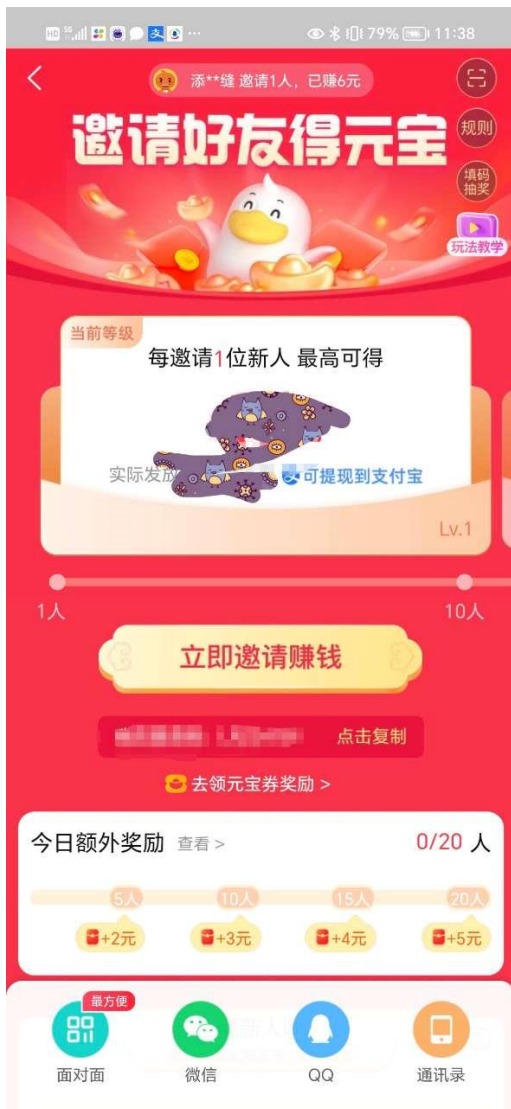 HD 5G 79% 11:38
添**缝 邀请1人，已赚6元
邀请好友得元宝
规则
填码
抽奖
玩法教学
当前等级
每邀请1位新人 最高可得
实际发放
可提现到支付宝
Lv.1
1人
10人
立即邀请赚钱
点击复制
去领元宝券奖励 >
今日额外奖励 查看 > 0/20 人
5人 10人 15人 20人
+2元 +3元 +4元 +5元
最方便
面对面 微信 QQ 通讯录